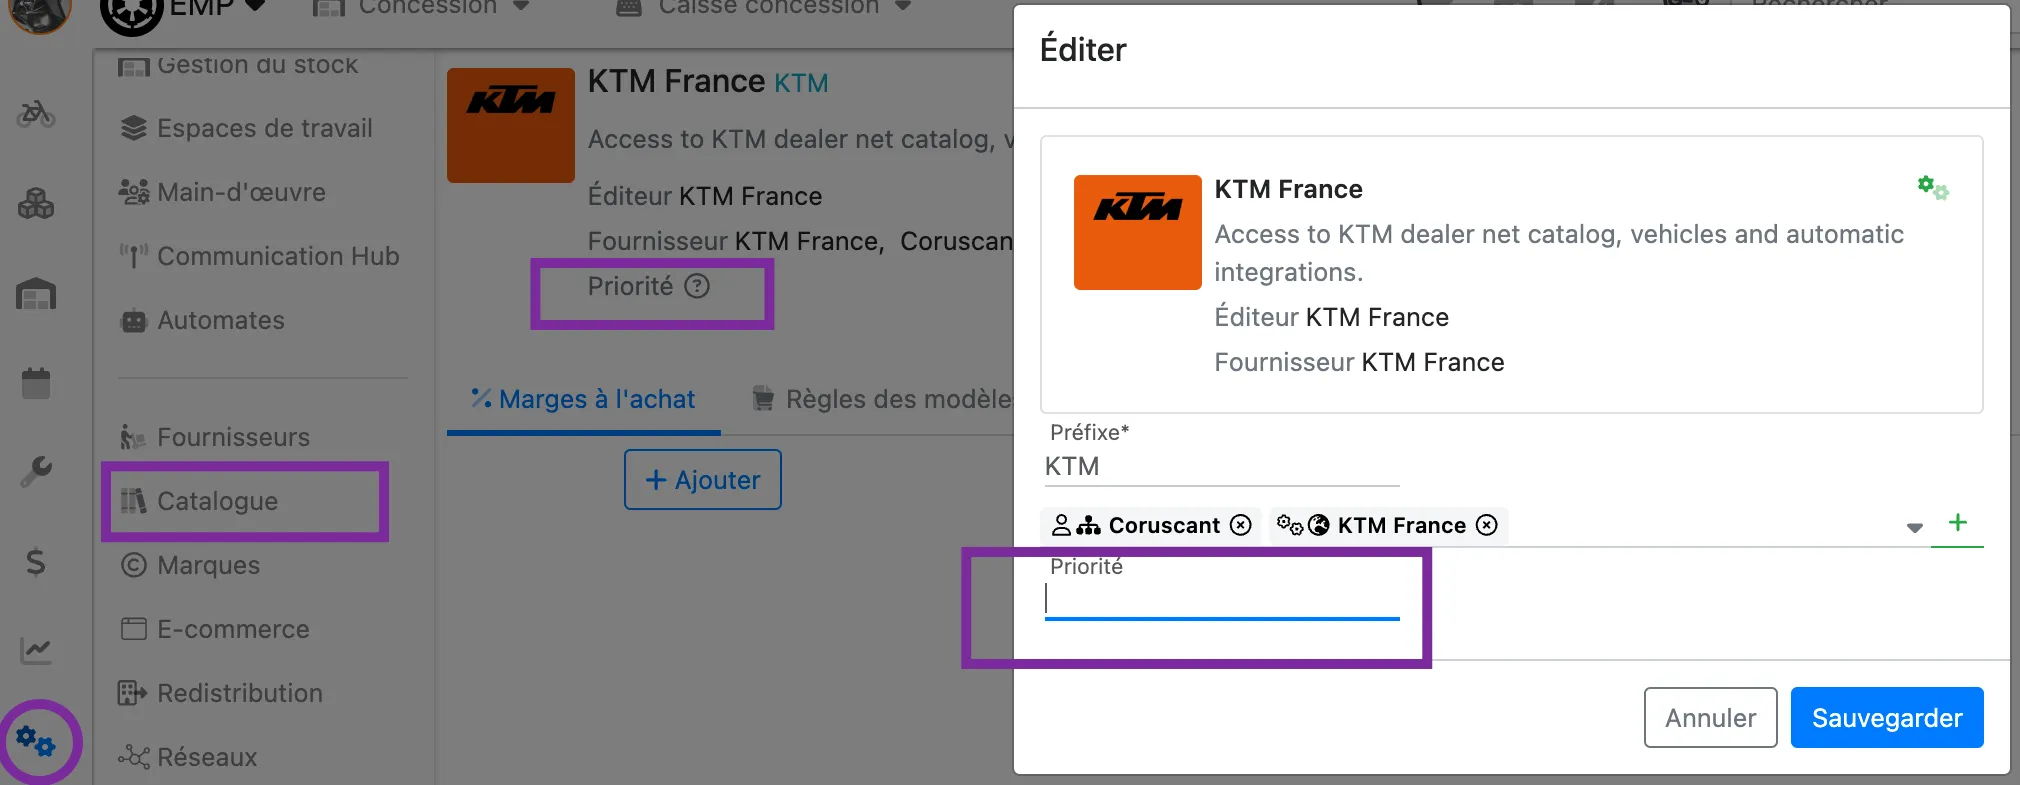 EMP
Concession
Caisse concession
Rechercher
Gestion du stock
Espaces de travail
Main-d'œuvre
Communication Hub
Automates
Fournisseurs
Catalogue
Marques
E-commerce
Redistribution
Réseaux
KTM
KTM France KTM
Access to KTM dealer net catalog, v
Éditeur KTM France
Fournisseur KTM France, Coruscan
Priorité ?
Marges à l'achat
Règles des modèle
+ Ajouter
Éditer
KTM
KTM France
Access to KTM dealer net catalog, vehicles and automatic
integrations.
Éditeur KTM France
Fournisseur KTM France
Préfixe*
KTM
Coruscant KTM France
Priorité
Annuler Sauvegarder